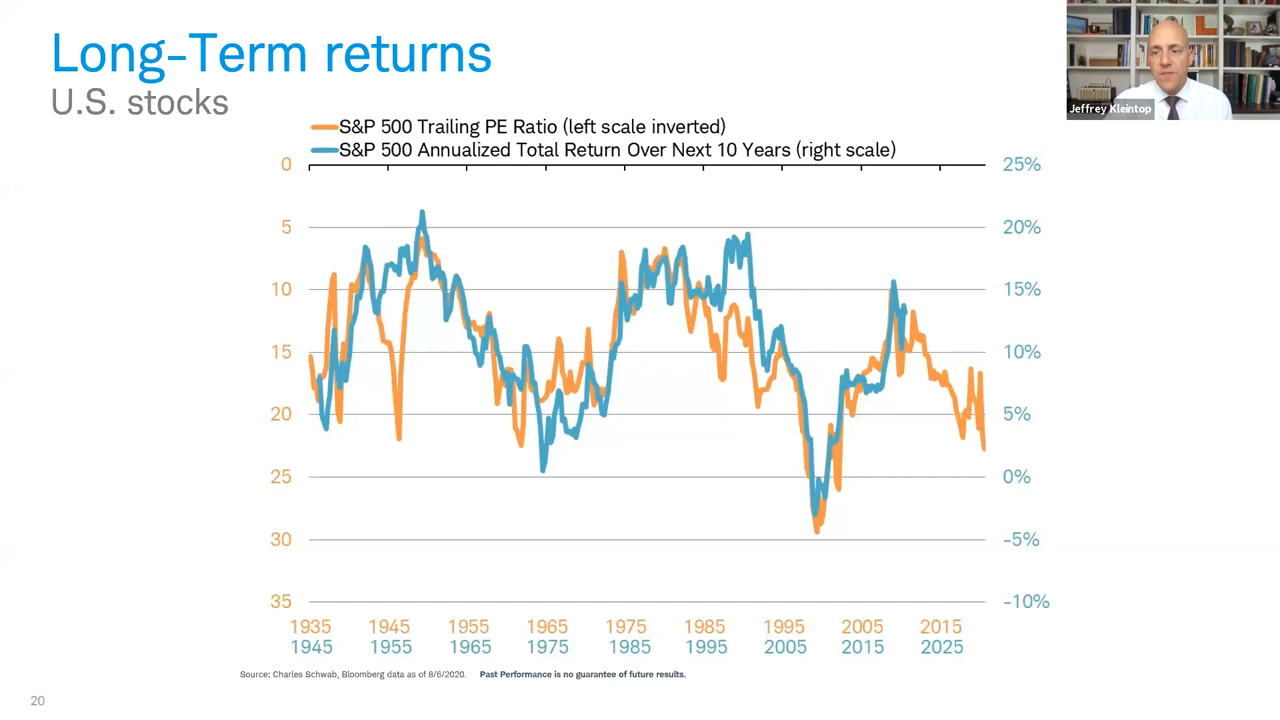 Long-Term returns
U.S. stocks
Jeffrey Kleintop
S&P 500 Trailing PE Ratio (left scale inverted)
S&P 500 Annualized Total Return Over Next 10 Years (right scale)
0 25%
5 20%
10 15%
15 10%
20 5%
25 0%
30 -5%
35 -10%
1935 1945 1955 1965 1975 1985 1995 2005 2015
1945 1955 1965 1975 1985 1995 2005 2015 2025
Source: Charles Schwab, Bloomberg data as of 8/6/2020. Past Performance is no guarantee of future results.
20